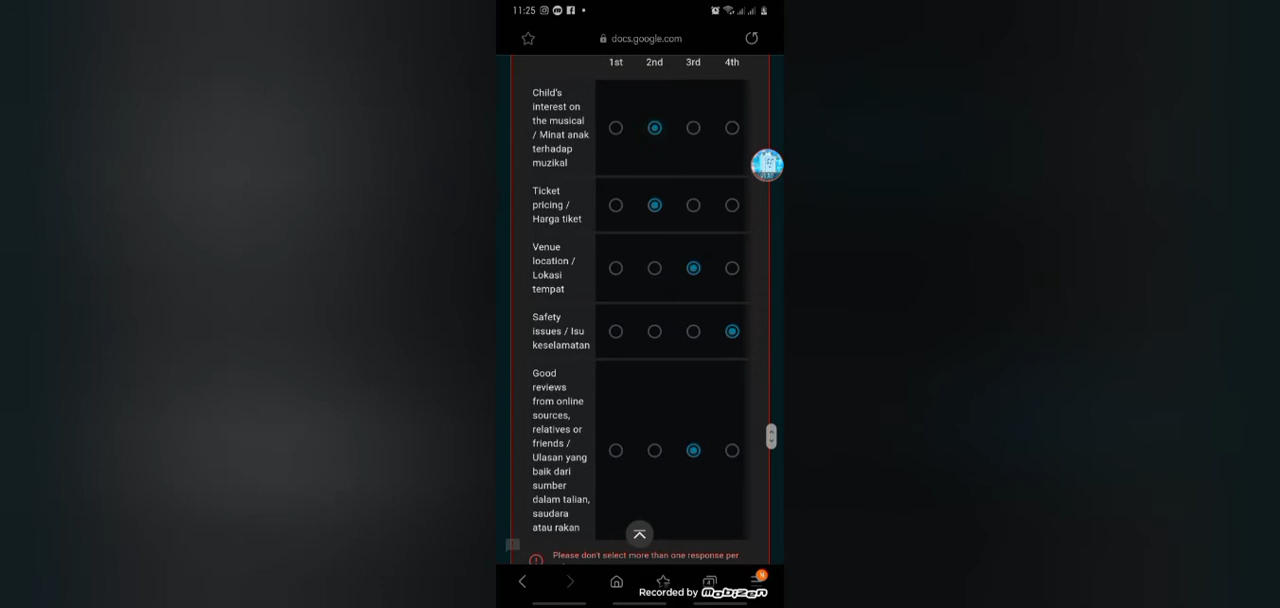 11:25
docs.google.com
1st 2nd 3rd 4th
Child's
interest on
the musical
/ Minat anak
terhadap
muzikal
Ticket
pricing /
Harga tiket
Venue
location /
Lokasi
tempat
Safety
issues / Isu
keselamatan
Good
reviews
from online
sources,
relatives or
friends /
Ulasan yang
baik dari
sumber
dalam talian,
saudara
atau rakan
Please don't select more than one response per
N
Recorded by mobizen